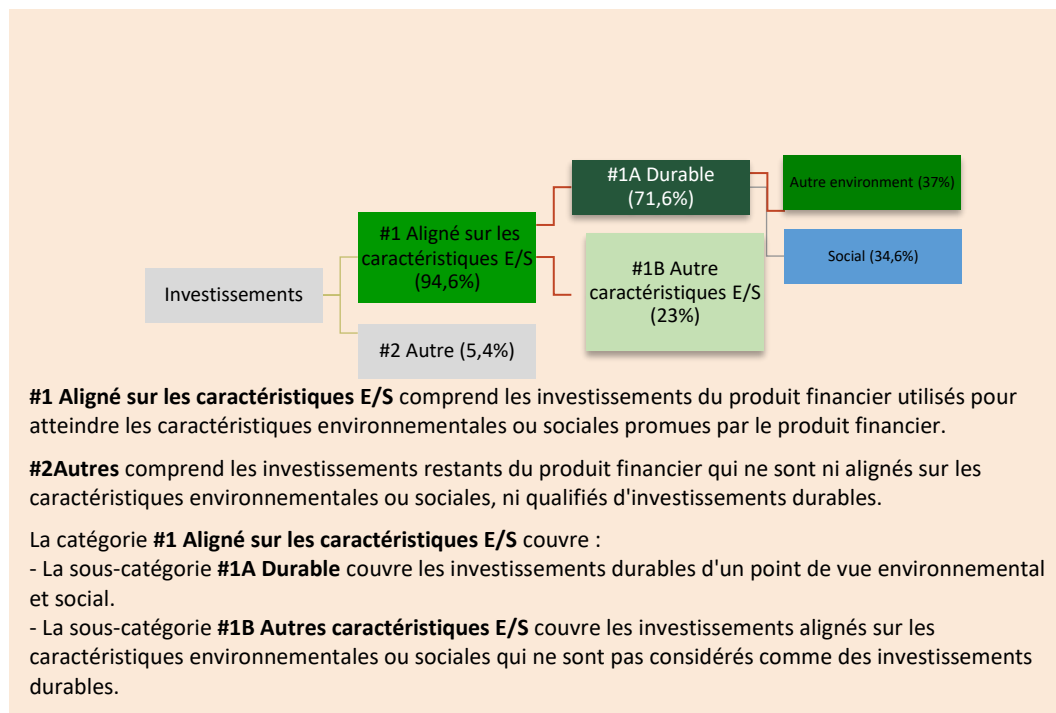 #1A Durable
(71,6%)
Autre environment (37%)
#1 Aligné sur les
caractéristiques E/S
(94,6%)
Social (34,6%)
#1B Autre
caractéristiques E/S
(23%)
Investissements
#2 Autre (5,4%)
#1 Aligné sur les caractéristiques E/S comprend les investissements du produit financier utilisés pour
atteindre les caractéristiques environnementales ou sociales promues par le produit financier.
#2Autres comprend les investissements restants du produit financier qui ne sont ni alignés sur les
caractéristiques environnementales ou sociales, ni qualifiés d'investissements durables.
La catégorie #1 Aligné sur les caractéristiques E/S couvre :
- La sous-catégorie #1A Durable couvre les investissements durables d'un point de vue environnemental
et social.
- La sous-catégorie #1B Autres caractéristiques E/S couvre les investissements alignés sur les
caractéristiques environnementales ou sociales qui ne sont pas considérés comme des investissements
durables.